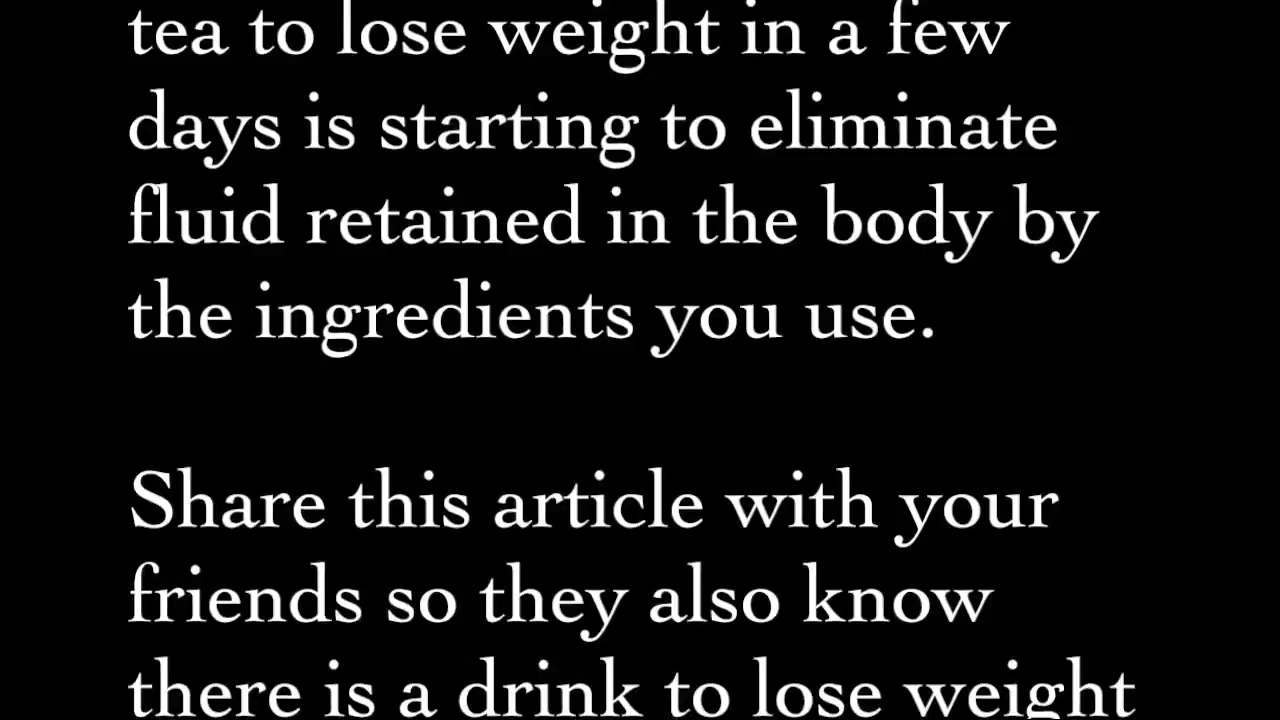 tea to lose weight in a few
days is starting to eliminate
fluid retained in the body by
the ingredients you use.
Share this article with your
friends so they also know
there is a drink to lose weight